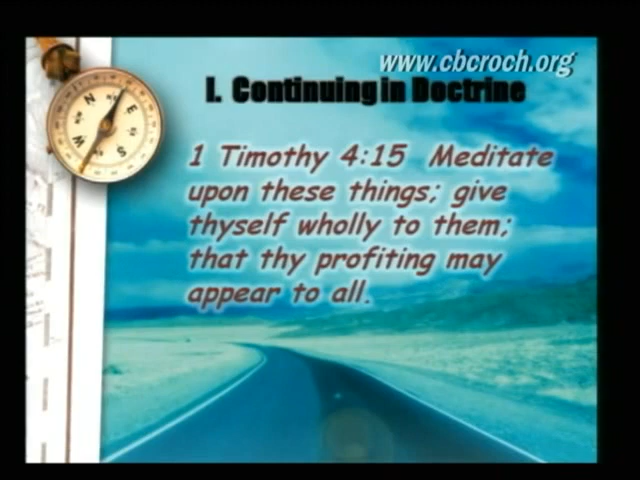 www.cbcroch.org
I. Continuing in Doctrine
1 Timothy 4:15 Meditate
upon these things; give
thyself wholly to them;
that thy profiting may
appear to all.
N
E
S
W